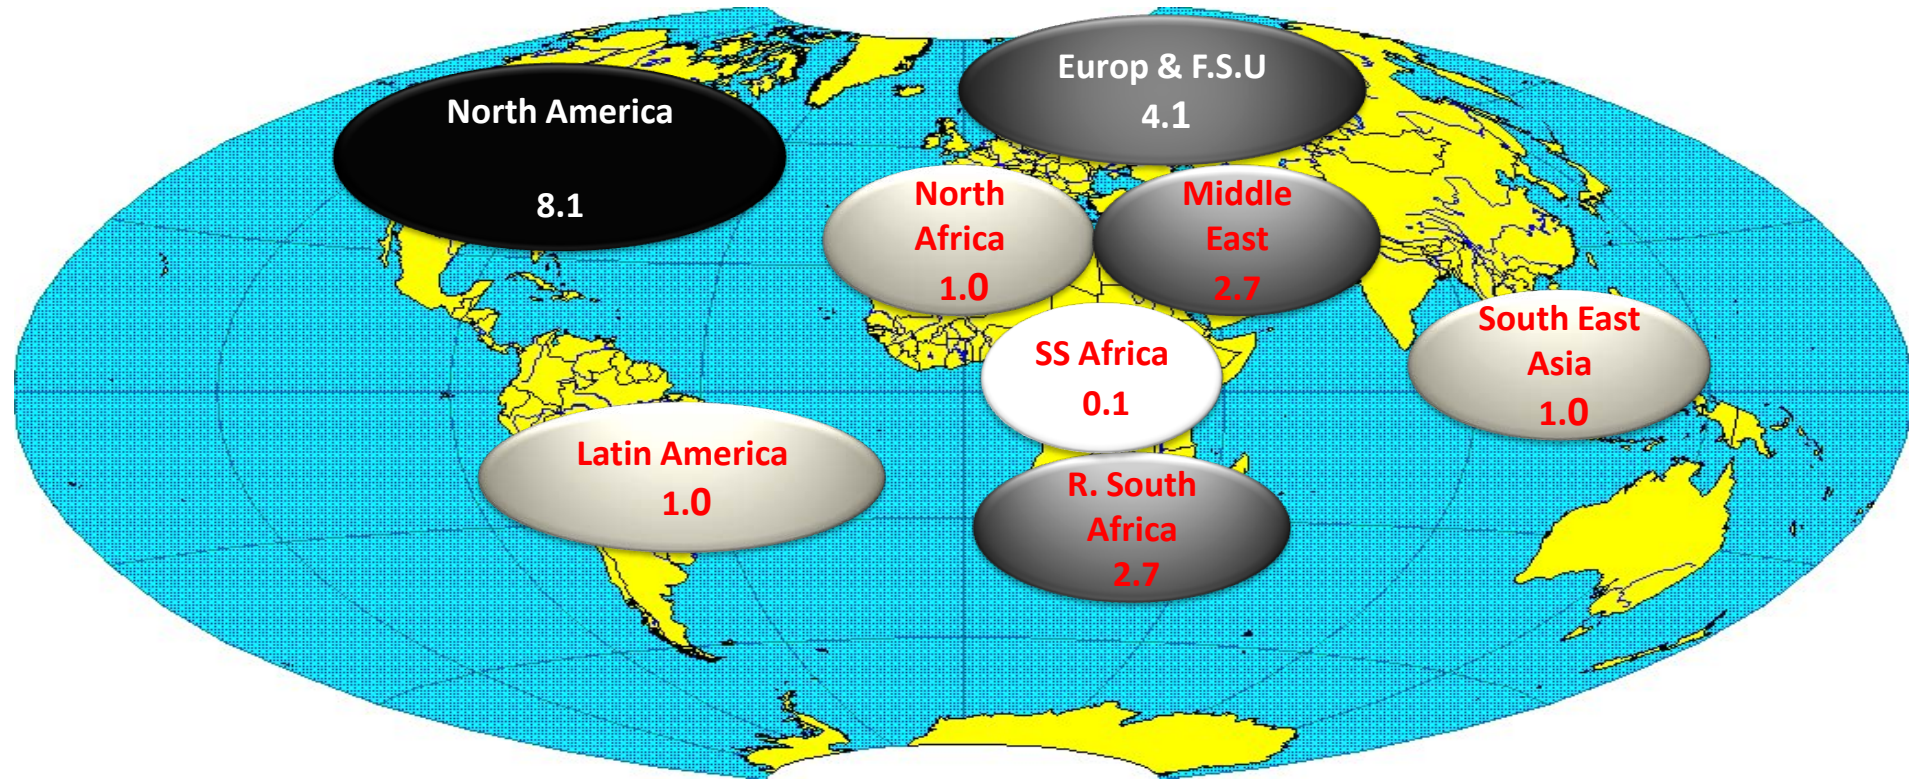 North America
8.1
Europ & F.S.U
4.1
North
Africa
1.0
Middle
East
2.7
SS Africa
0.1
South East
Asia
1.0
Latin America
1.0
R. South
Africa
2.7